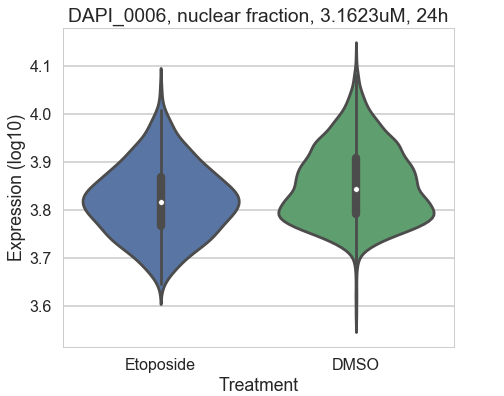 DAPI_0006, nuclear fraction, 3.1623uM, 24h
Expression (log10)
4.1
4.0
3.9
3.8
3.7
3.6
Etoposide
DMSO
Treatment